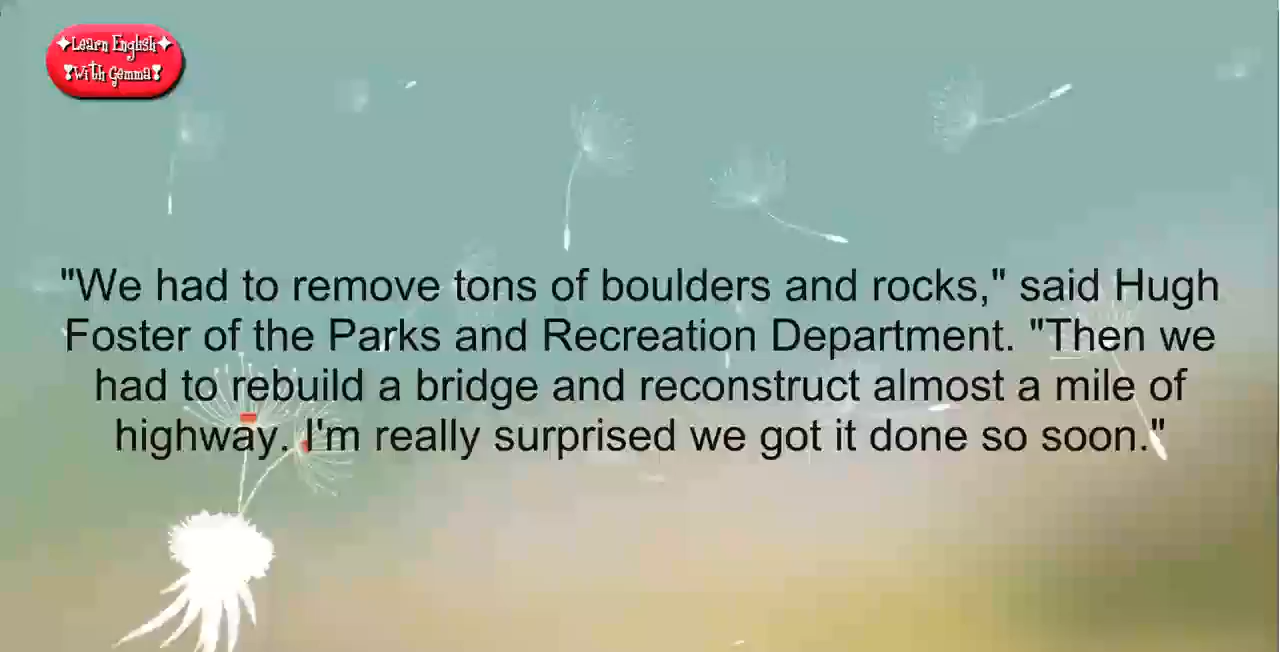 ✦Learn English✦
❣With Gemma❣
"We had to remove tons of boulders and rocks," said Hugh
Foster of the Parks and Recreation Department. "Then we
had to rebuild a bridge and reconstruct almost a mile of
highway. I'm really surprised we got it done so soon."